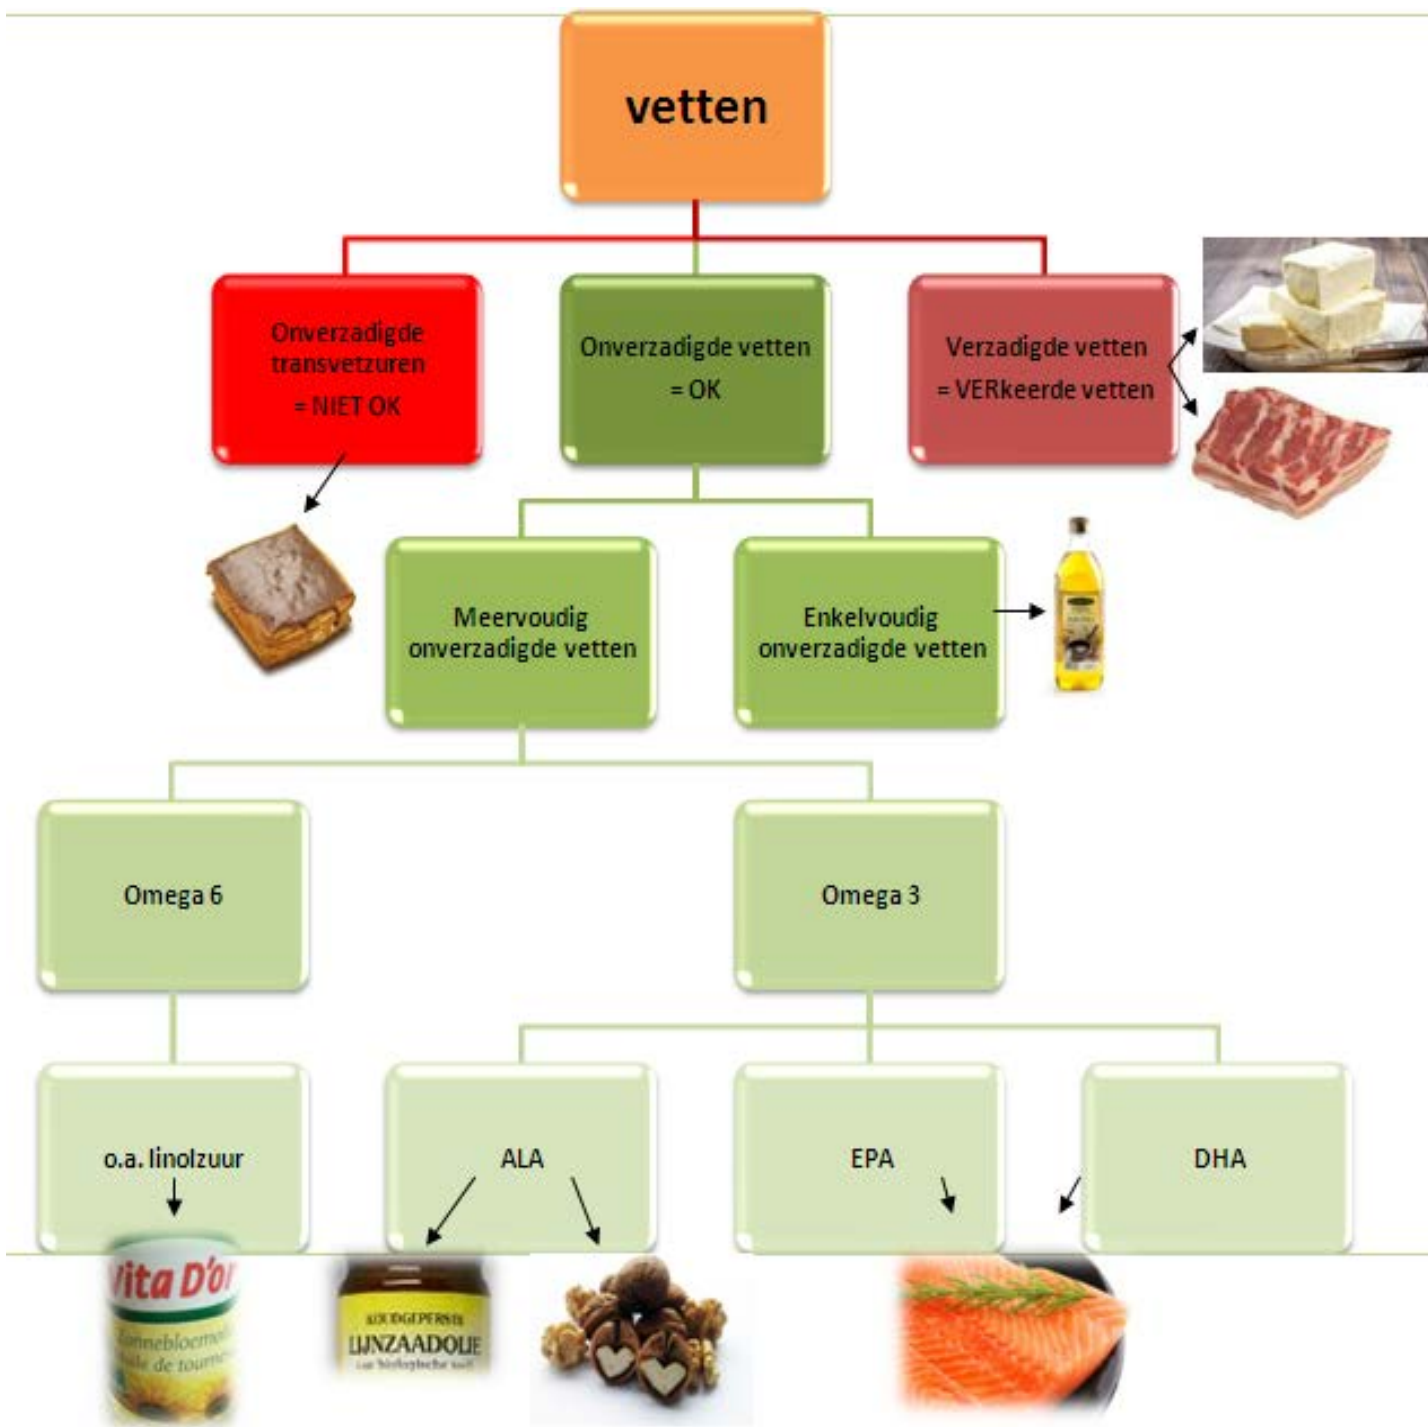 vetten
Onverzadigde
transvetzuren
= NIET OK
Onverzadigde vetten
= OK
Verzadigde vetten
= VERkeerde vetten
Meervoudig
onverzadigde vetten
Enkelvoudig
onverzadigde vetten
Omega 6
Omega 3
o.a. linolzuur
ALA
EPA
DHA
Vita D'or
KOUDGEPERSTE
LIJNZAADOLIE